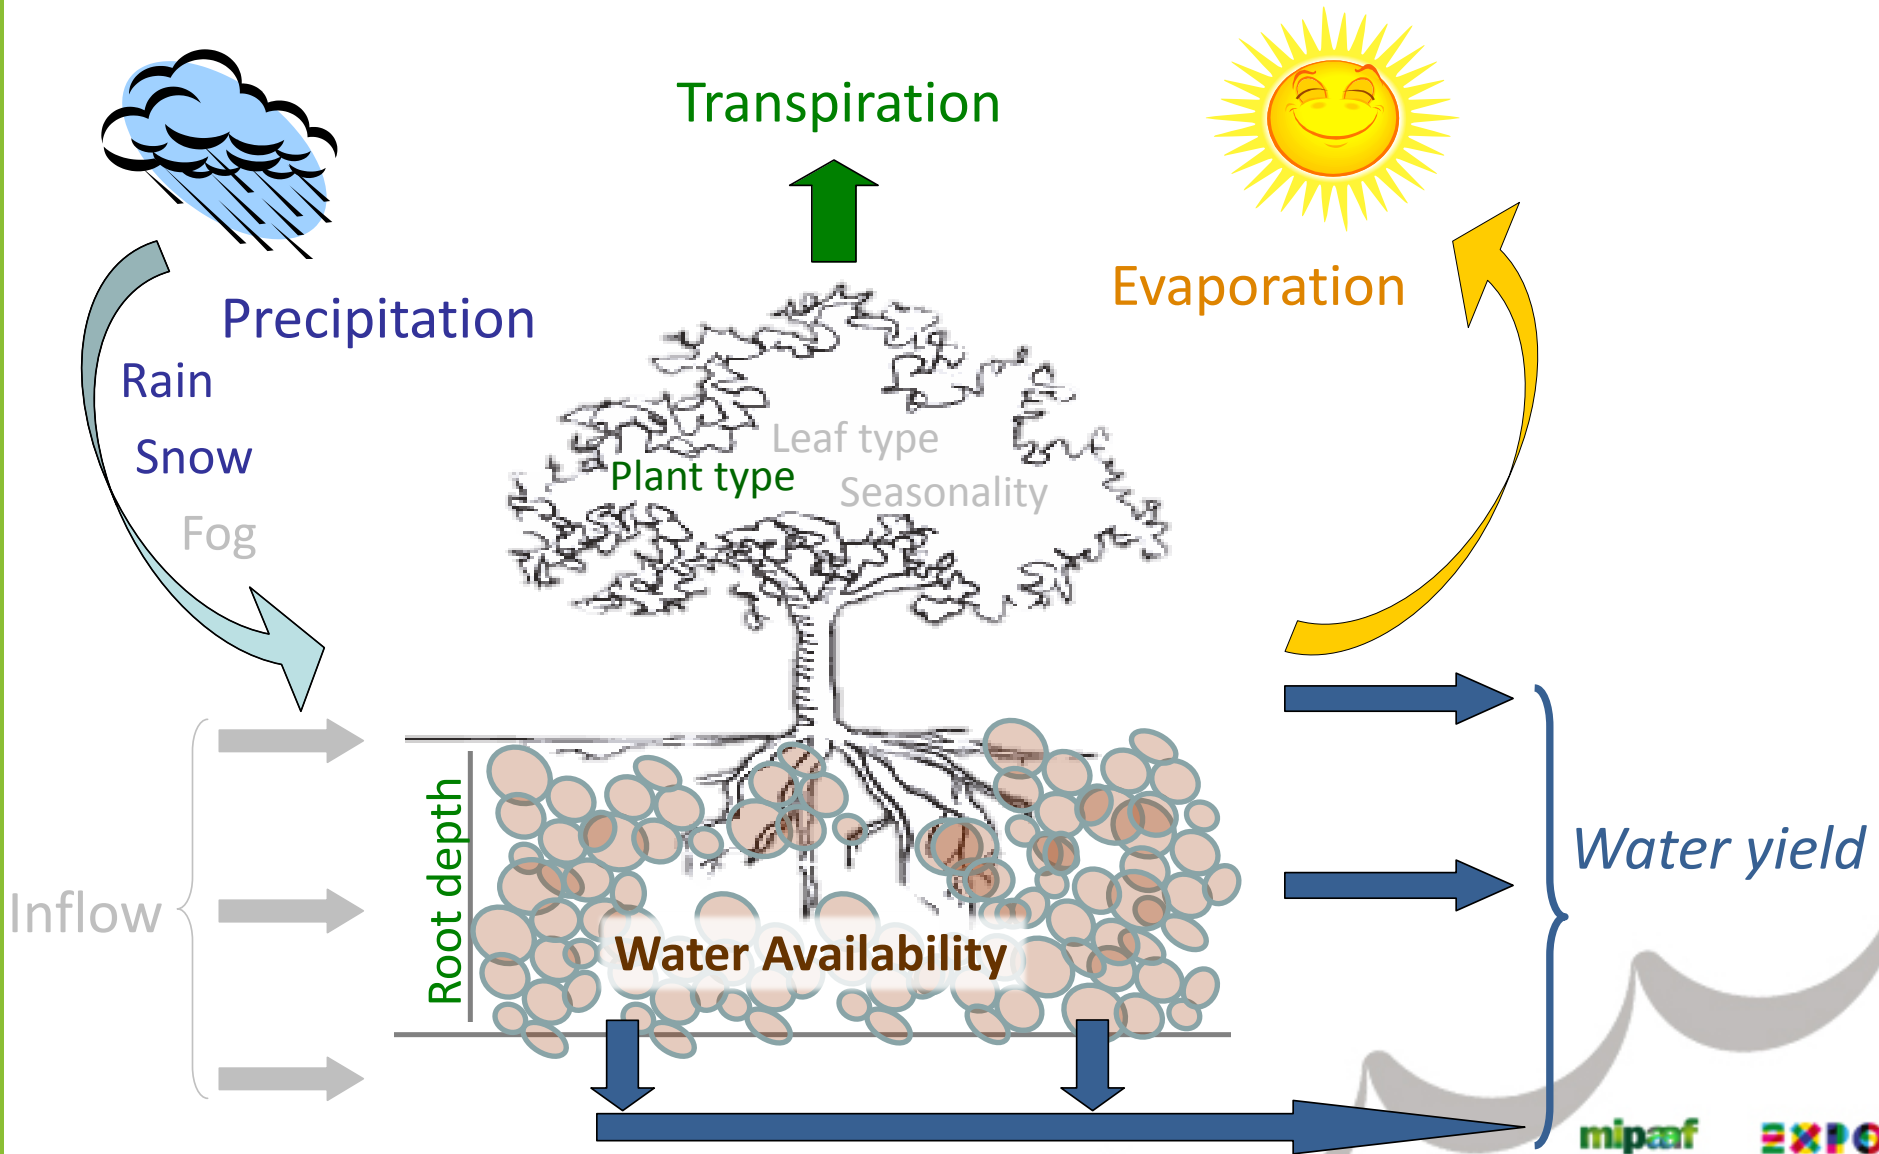 Transpiration
Evaporation
Precipitation
Rain
Snow
Fog
Leaf type
Plant type
Seasonality
Root depth
Inflow
Water Availability
Water yield
mipaaf
EXPO